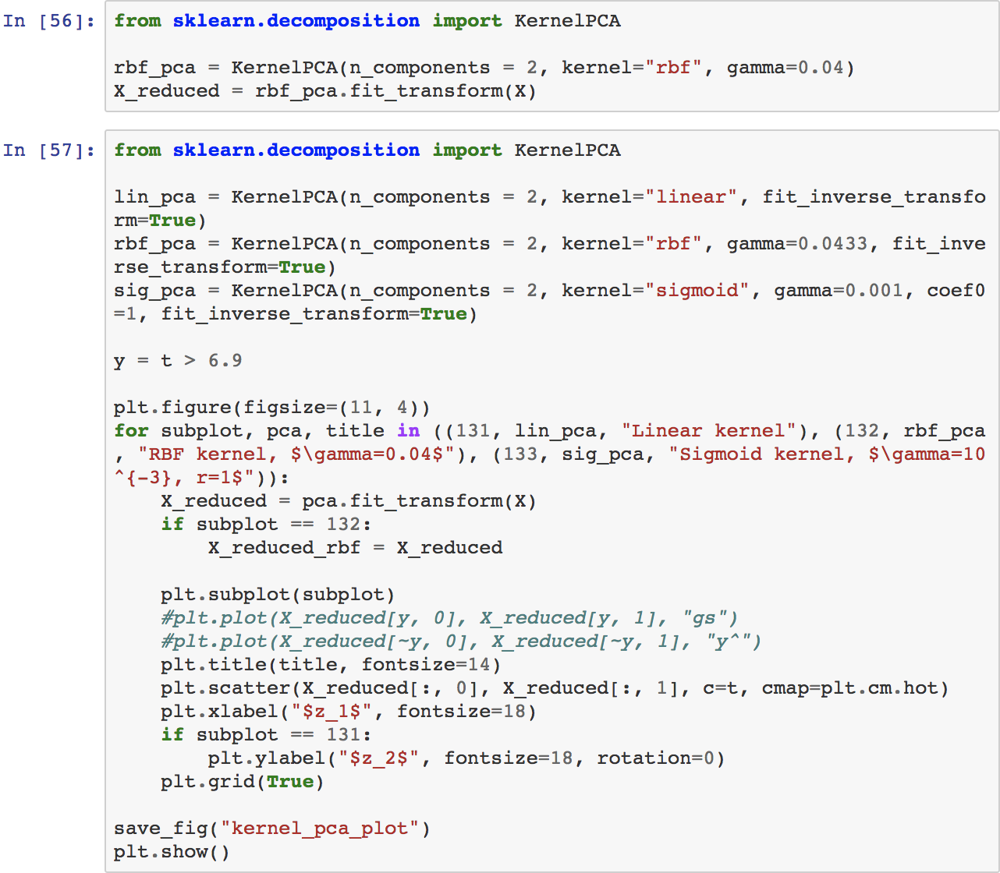 In [56]: from sklearn.decomposition import KernelPCA
rbf_pca = KernelPCA(n_components = 2, kernel="rbf", gamma=0.04)
X_reduced = rbf_pca.fit_transform(X)
In [57]: from sklearn.decomposition import KernelPCA
lin_pca = KernelPCA(n_components = 2, kernel="linear", fit_inverse_transfo
rm=True)
rbf_pca = KernelPCA(n_components = 2, kernel="rbf", gamma=0.0433, fit_inve
rse_transform=True)
sig_pca = KernelPCA(n_components = 2, kernel="sigmoid", gamma=0.001, coef0
=1, fit_inverse_transform=True)
y = t > 6.9
plt.figure(figsize=(11, 4))
for subplot, pca, title in ((131, lin_pca, "Linear kernel"), (132, rbf_pca
, "RBF kernel, $\gamma=0.04$"), (133, sig_pca, "Sigmoid kernel, $\gamma=10
^{-3}, r=1$")):
    X_reduced = pca.fit_transform(X)
    if subplot == 132:
        X_reduced_rbf = X_reduced
    plt.subplot(subplot)
    #plt.plot(X_reduced[y, 0], X_reduced[y, 1], "gs")
    #plt.plot(X_reduced[~y, 0], X_reduced[~y, 1], "y^")
    plt.title(title, fontsize=14)
    plt.scatter(X_reduced[:, 0], X_reduced[:, 1], c=t, cmap=plt.cm.hot)
    plt.xlabel("$z_1$", fontsize=18)
    if subplot == 131:
        plt.ylabel("$z_2$", fontsize=18, rotation=0)
    plt.grid(True)
save_fig("kernel_pca_plot")
plt.show()